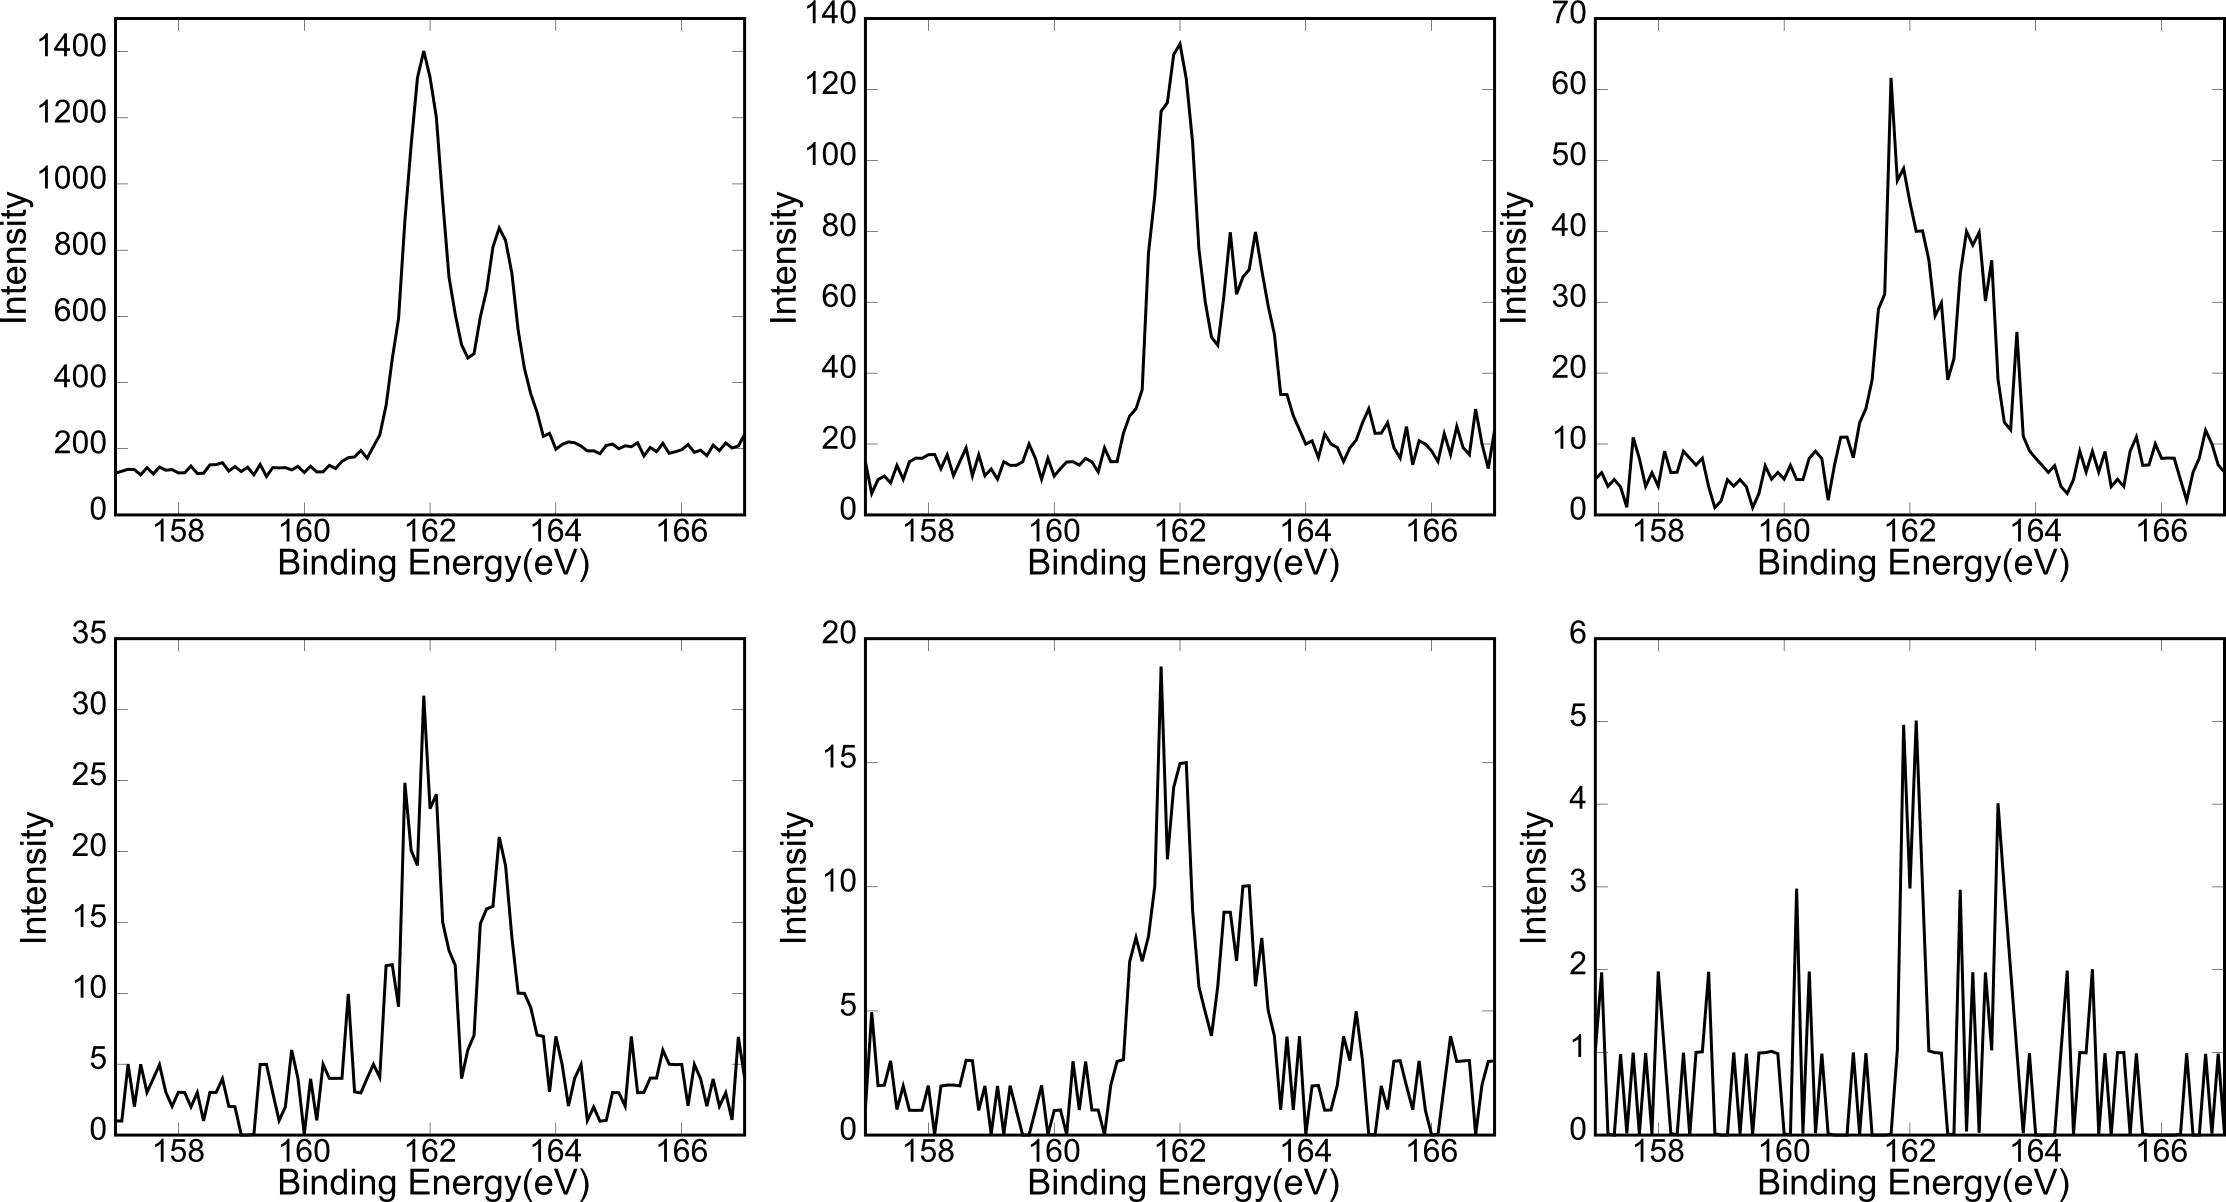 1400
1200
1000
800
600
400
200
0
Intensity
158 160 162 164 166
Binding Energy(eV)
140
120
100
80
60
40
20
0
Intensity
158 160 162 164 166
Binding Energy(eV)
70
60
50
40
30
20
10
0
Intensity
158 160 162 164 166
Binding Energy(eV)
35
30
25
20
15
10
5
0
Intensity
158 160 162 164 166
Binding Energy(eV)
20
15
10
5
0
Intensity
158 160 162 164 166
Binding Energy(eV)
6
5
4
3
2
1
0
Intensity
158 160 162 164 166
Binding Energy(eV)